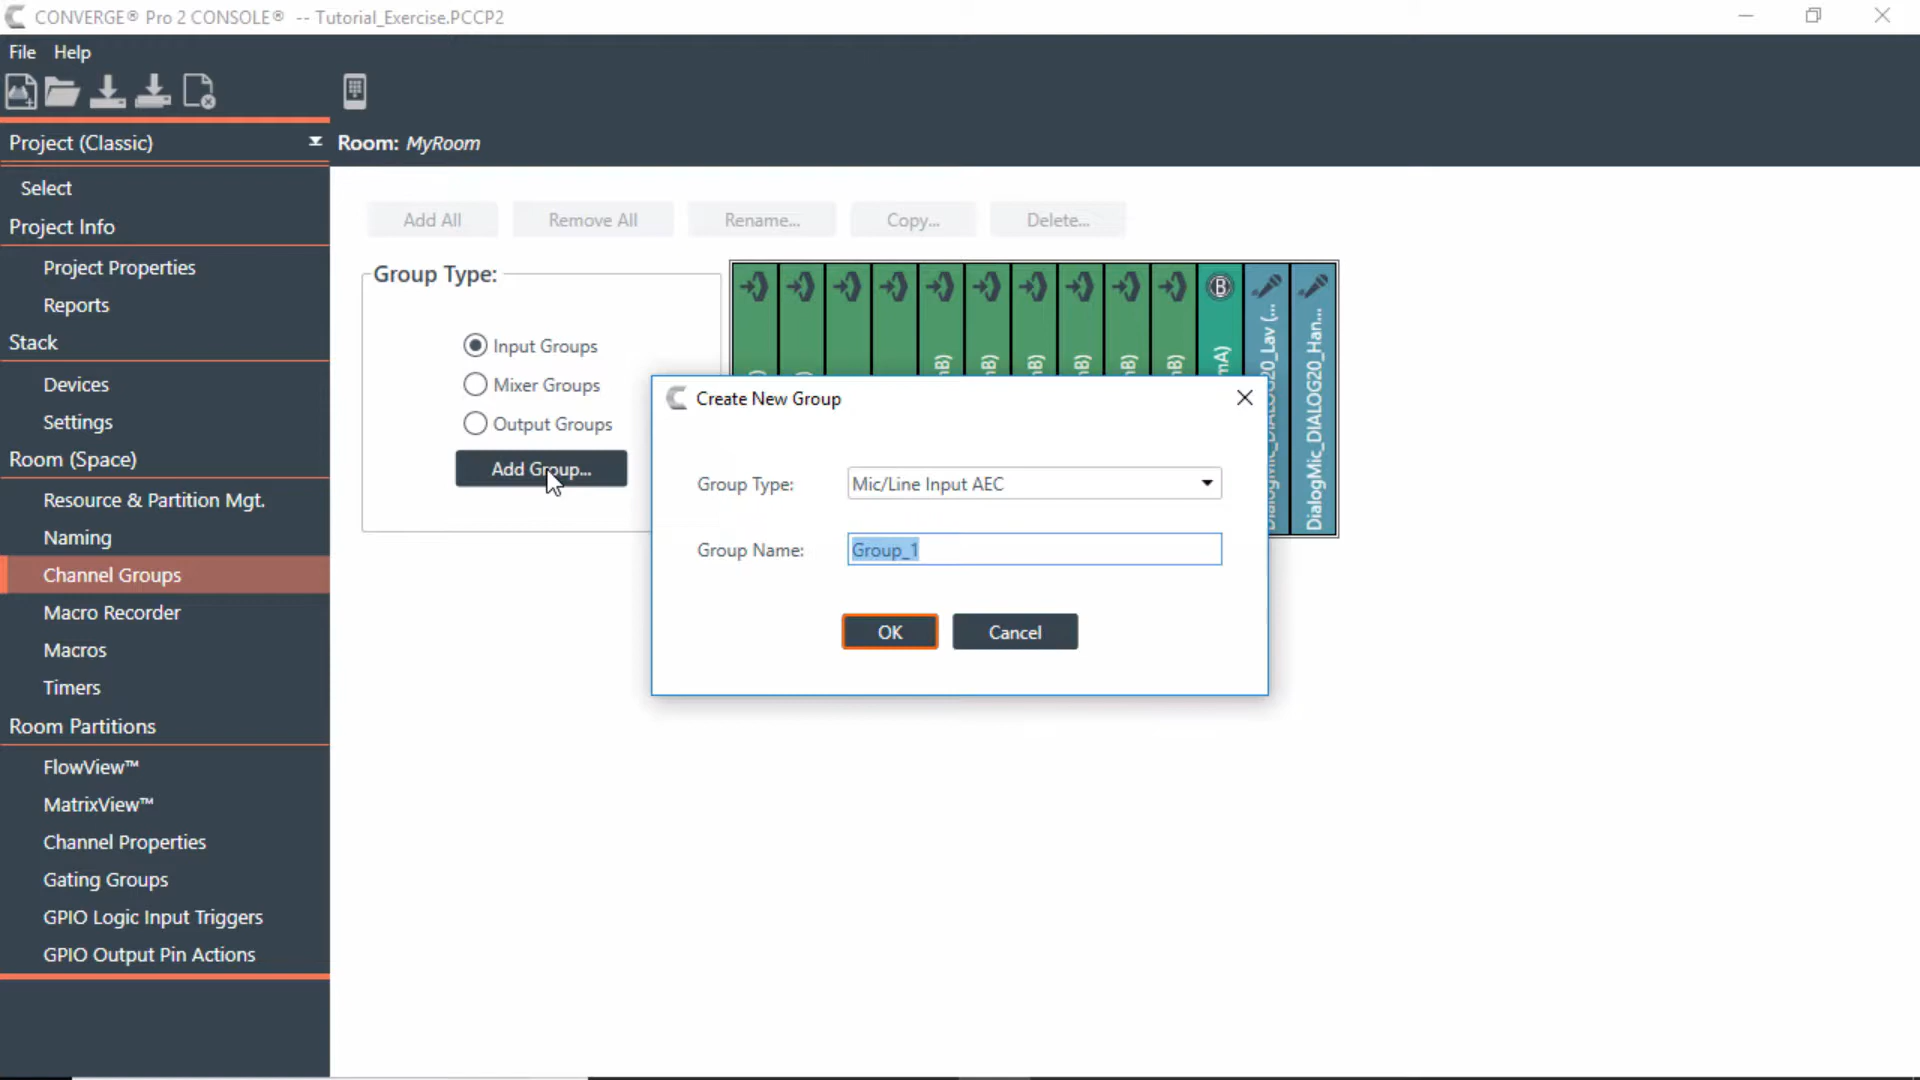 CONVERGE® Pro 2 CONSOLE® -- Tutorial_Exercise.PCCP2
File Help
Project (Classic)
Room: MyRoom
Select
Project Info
Project Properties
Reports
Stack
Devices
Settings
Room (Space)
Resource & Partition Mgt.
Naming
Channel Groups
Macro Recorder
Macros
Timers
Room Partitions
FlowView™
MatrixView™
Channel Properties
Gating Groups
GPIO Logic Input Triggers
GPIO Output Pin Actions
Add All Remove All Rename... Copy... Delete...
Group Type:
Input Groups
Mixer Groups
Output Groups
Add Group...
B
DialogMic_DIALOG20_Lav (...
DialogMic_DIALOG20_Han...
Create New Group
Group Type: Mic/Line Input AEC
Group Name: Group_1
OK Cancel